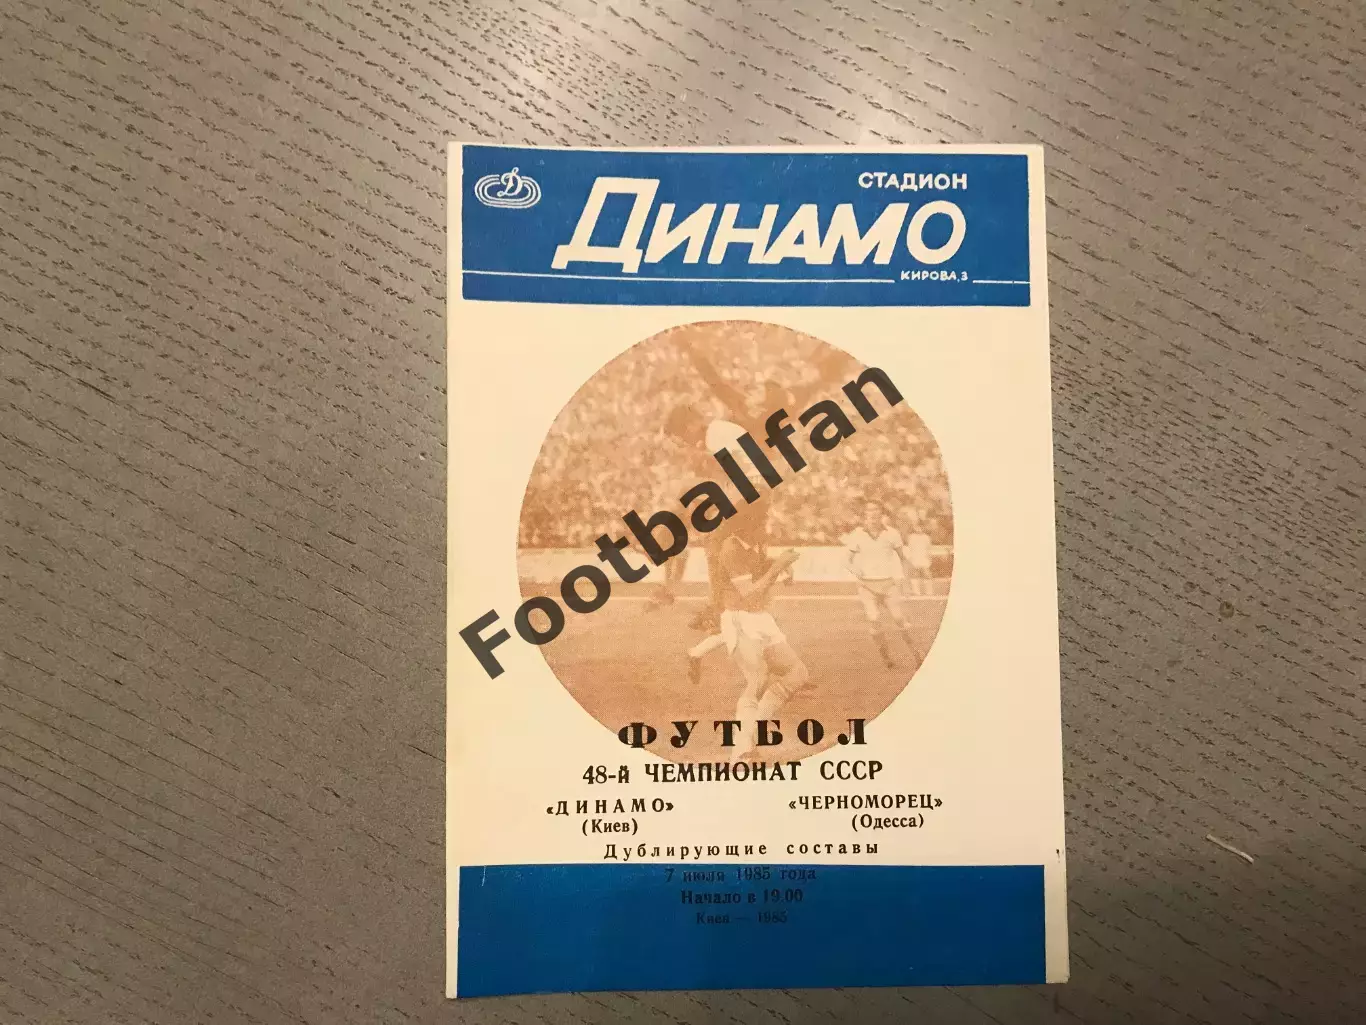 Д
СТАДИОН
ДИНАМО
КИРОВА,3
Footballfan
ФУТБОЛ
48-й ЧЕМПИОНАТ СССР
«ДИНАМО» «ЧЕРНОМОРЕЦ»
(Киев) (Одесса)
Дублирующие составы
7 июля 1985 года
Начало в 19.00
Киев — 1985